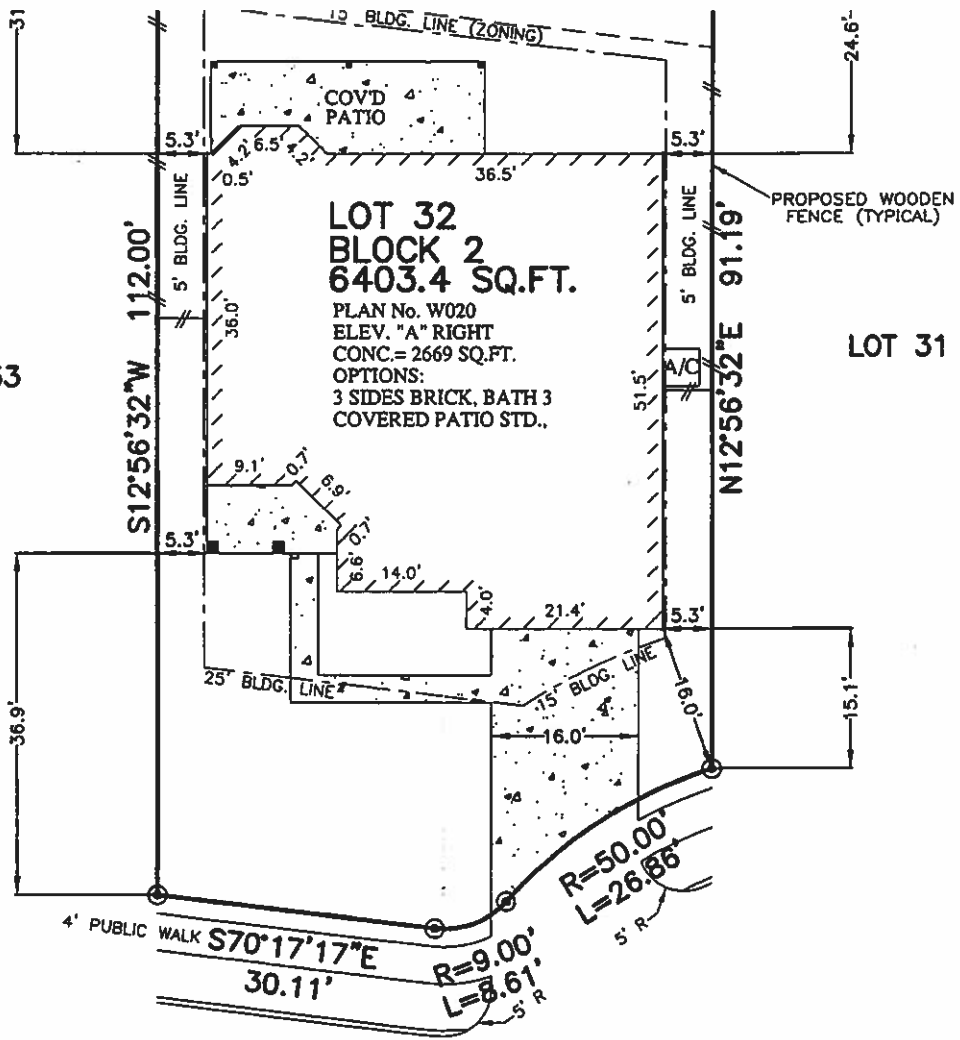 31
15' BLDG. LINE (ZONING)
24.6'
COV'D
PATIO
5.3'
4.2'
6.5'
4.2'
0.5'
36.5'
5.3'
PROPOSED WOODEN
FENCE (TYPICAL)
LOT 32
BLOCK 2
6403.4 SQ.FT.
PLAN No. W020
ELEV. "A" RIGHT
CONC.= 2669 SQ.FT.
OPTIONS:
3 SIDES BRICK, BATH 3
COVERED PATIO STD.,
5' BLDG. LINE
S12°56'32"W 112.00'
36.0'
5' BLDG. LINE
N12°56'32"E 91.19'
A/C
51.5'
LOT 31
9.1'
0.7'
6.9'
0.7'
6.6'
5.3'
14.0'
4.0'
21.4'
5.3'
36.9'
25' BLDG. LINE
15' BLDG. LINE
16.0'
16.0'
15.1'
R=50.00'
L=26.86'
5' R
4' PUBLIC WALK
S70°17'17"E
30.11'
R=9.00'
L=8.61'
5' R